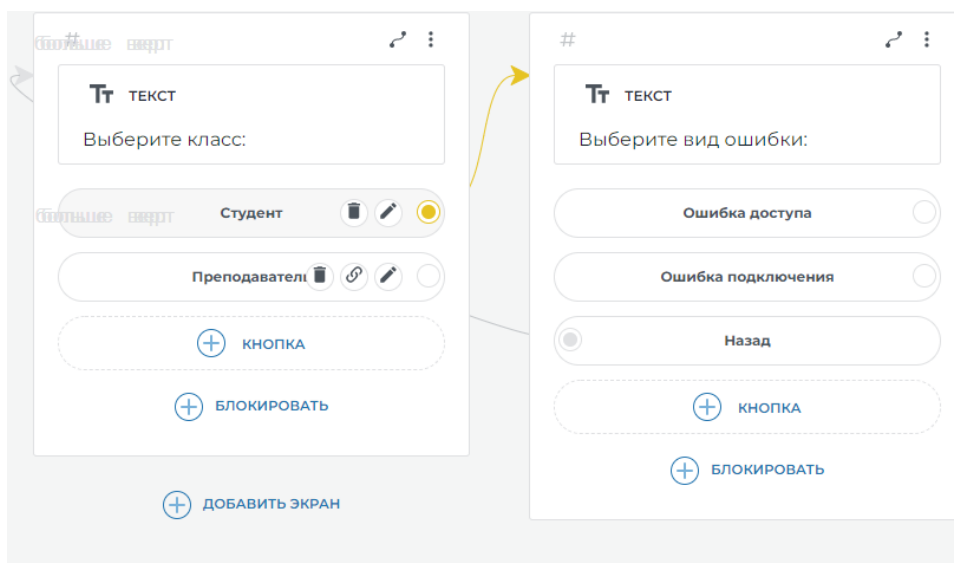 #
ТЕКСТ
Выберите класс:
Студент
Преподаватель
КНОПКА
БЛОКИРОВАТЬ
ДОБАВИТЬ ЭКРАН
#
ТЕКСТ
Выберите вид ошибки:
Ошибка доступа
Ошибка подключения
Назад
КНОПКА
БЛОКИРОВАТЬ